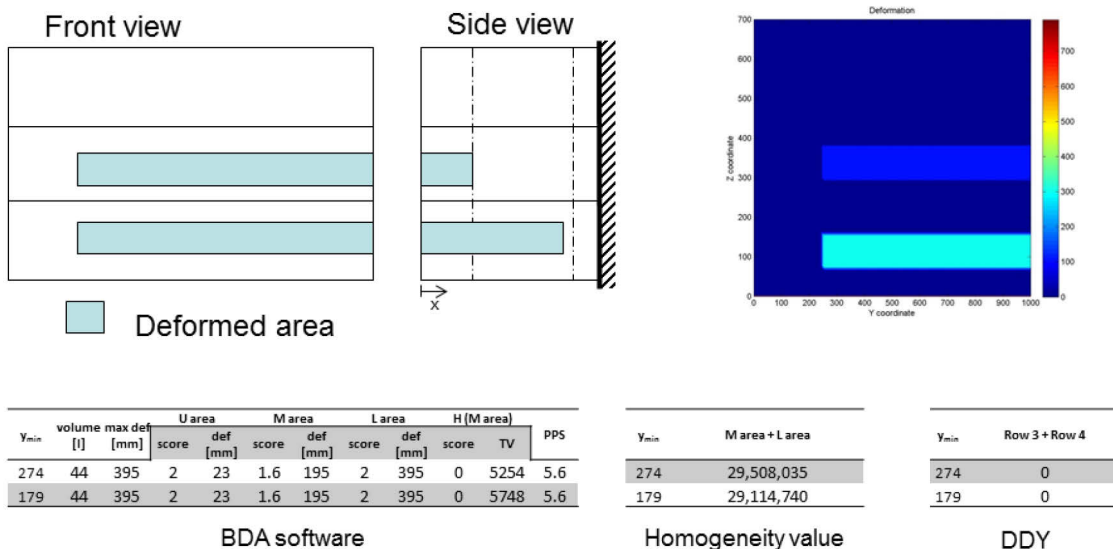 Front view
Side view
x
Deformed area
Deformation
Z coordinate
700
600
500
400
300
200
100
0
0 100 200 300 400 500 600 700 800 900 1000
Y coordinate
700
600
500
400
300
200
100
0
y_min volume [l] max def [mm] U area M area L area H (M area) PPS
score def [mm] score def [mm] score def [mm] score TV
274 44 395 2 23 1.6 195 2 395 0 5254 5.6
179 44 395 2 23 1.6 195 2 395 0 5748 5.6
BDA software
y_min M area + L area
274 29,508,035
179 29,114,740
Homogeneity value
y_min Row 3 + Row 4
274 0
179 0
DDY